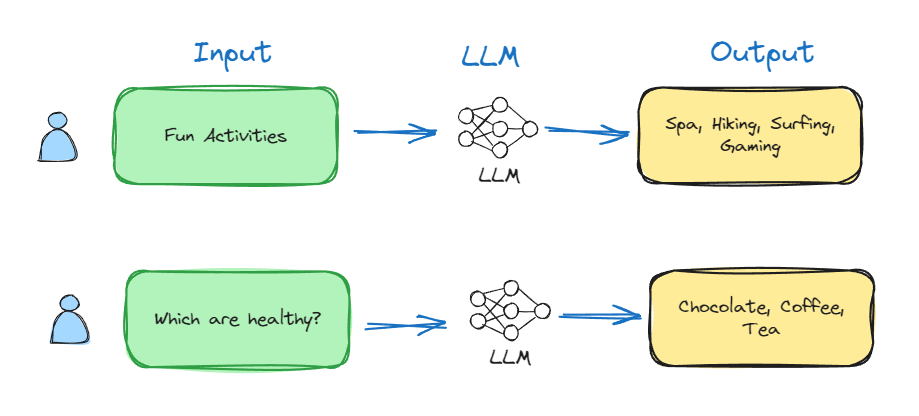 Input
LLM
Output
Fun Activities
LLM
Spa, Hiking, Surfing,
Gaming
Which are healthy?
LLM
Chocolate, Coffee,
Tea